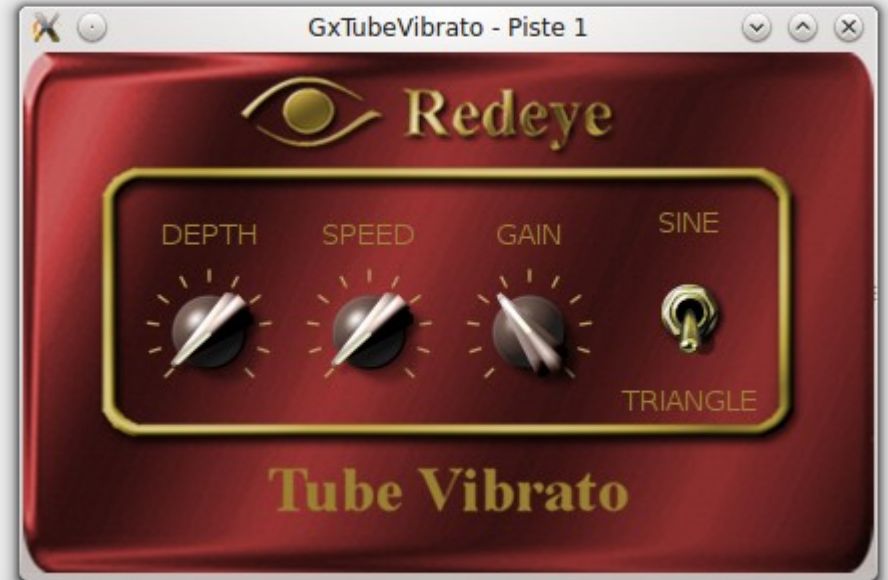 GxTubeVibrato - Piste 1
Redeye
DEPTH SPEED GAIN SINE
TRIANGLE
Tube Vibrato